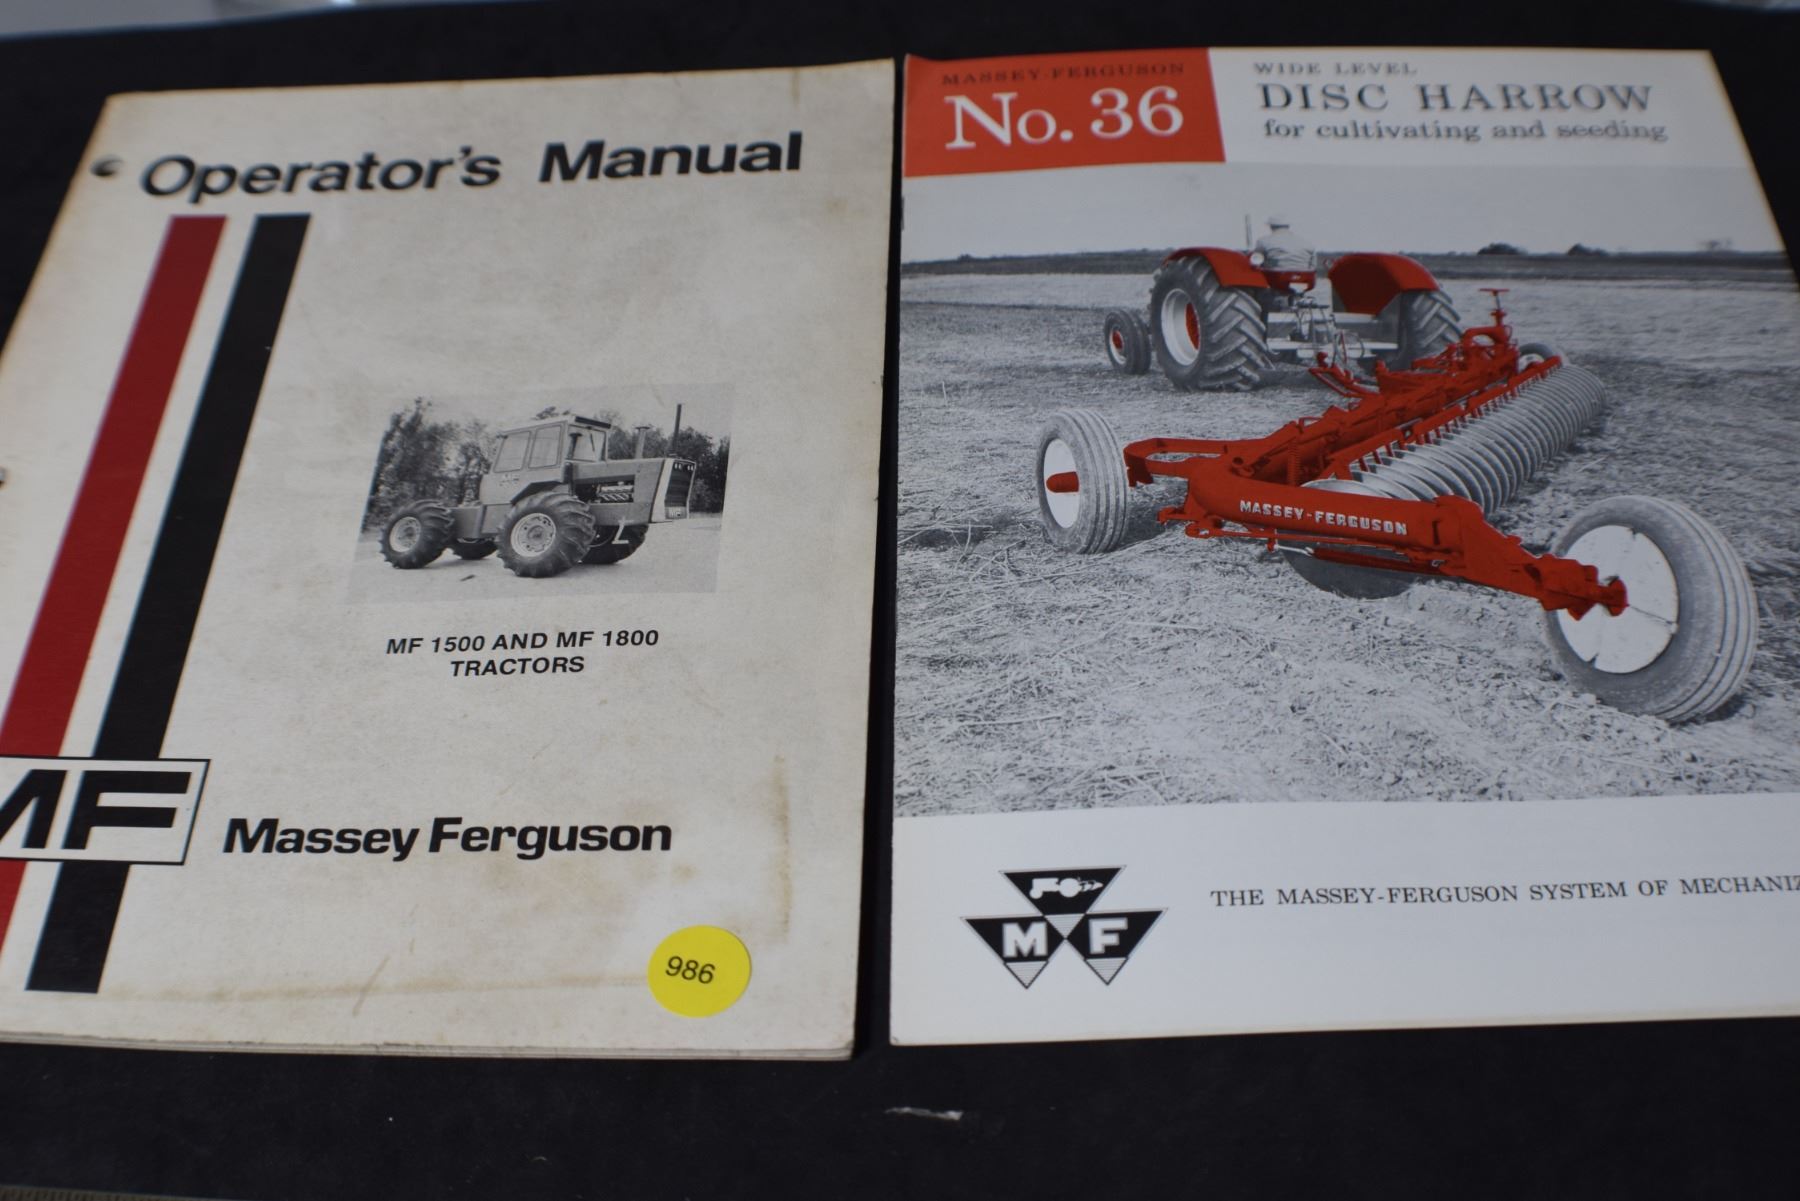 Operator's Manual
MF 1500 AND MF 1800
TRACTORS
MF
Massey Ferguson
986
MASSEY-FERGUSON
No. 36
WIDE LEVEL
DISC HARROW
for cultivating and seeding
MASSEY-FERGUSON
MF
THE MASSEY-FERGUSON SYSTEM OF